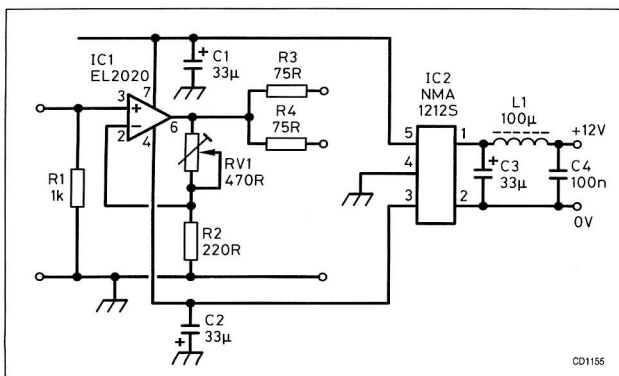 IC1
EL2020
C1
33µ
R3
75R
R4
75R
IC2
NMA
1212S
L1
100µ
+12V
0V
7
3
+
2
−
6
4
RV1
470R
R1
1k
R2
220R
C2
33µ
5
4
3
1
2
C3
33µ
C4
100n
+
+
+
CD1155